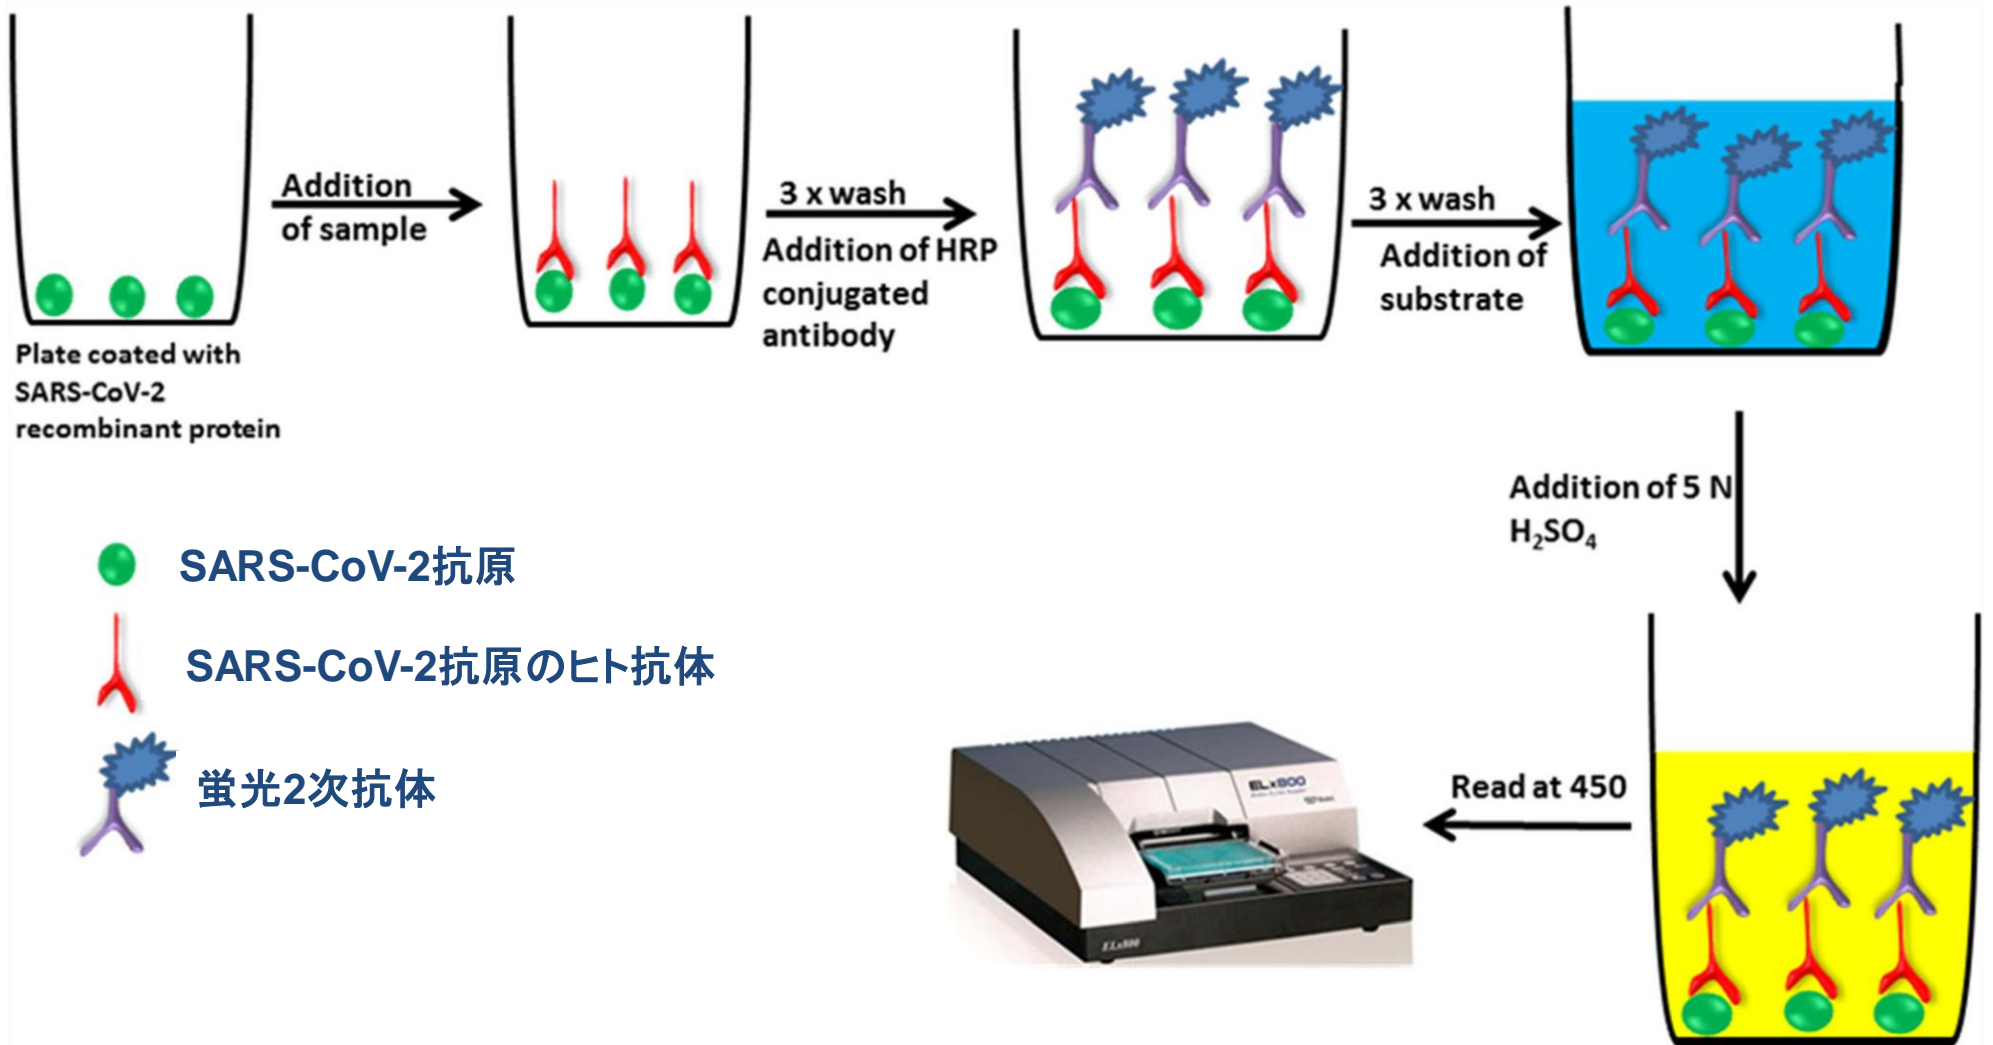 Addition
of sample
3 x wash
Addition of HRP
conjugated
antibody
3 x wash
Addition of
substrate
Plate coated with
SARS-CoV-2
recombinant protein
Addition of 5 N
H₂SO₄
SARS-CoV-2抗原
SARS-CoV-2抗原のヒト抗体
蛍光2次抗体
Read at 450
ELx800
ELx800